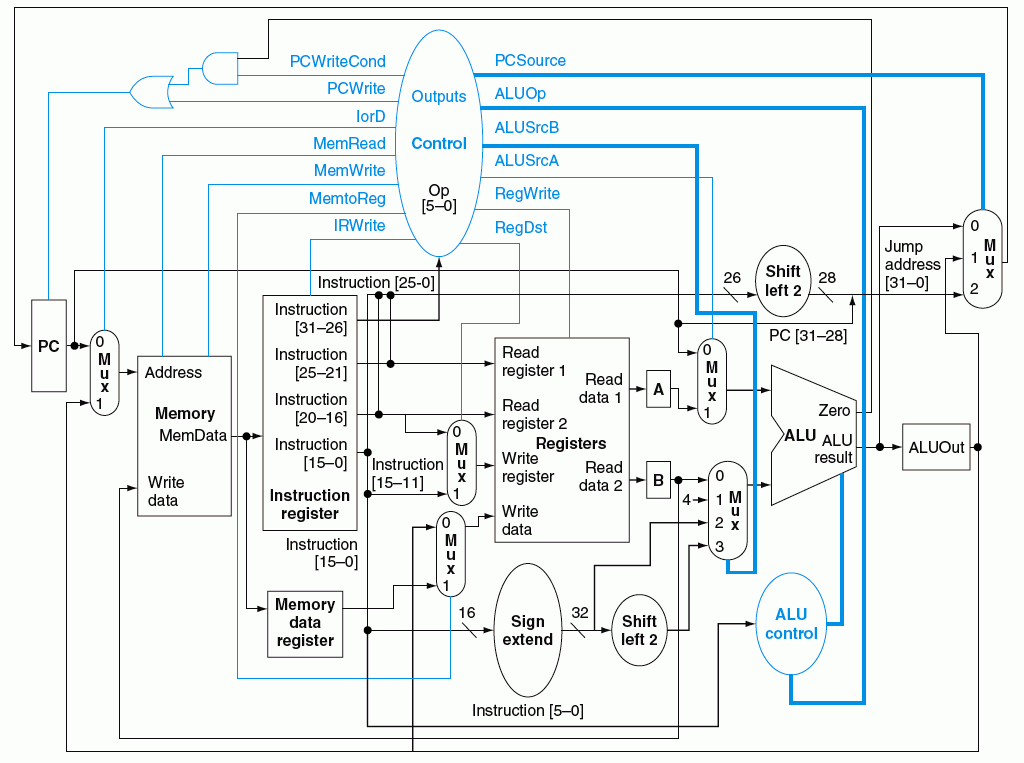 PCWriteCond
PCWrite
IorD
MemRead
MemWrite
MemtoReg
IRWrite
Outputs
Control
Op
[5–0]
PCSource
ALUOp
ALUSrcB
ALUSrcA
RegWrite
RegDst
PC
0
M
u
x
1
Address
Memory
MemData
Write
data
Instruction [25-0]
Instruction
[31–26]
Instruction
[25–21]
Instruction
[20–16]
Instruction
[15–0]
Instruction
register
Instruction
[15–0]
Memory
data
register
Instruction
[15–11]
0
M
u
x
1
0
M
u
x
1
Read
register 1
Read
register 2
Registers
Write
register
Write
data
Read
data 1
Read
data 2
16
Sign
extend
32
Shift
left 2
Instruction [5–0]
A
B
4
0
M
u
x
1
0
1
2
3
M
u
x
26
Shift
left 2
28
Jump
address
[31–0]
PC [31–28]
0
1
2
M
u
x
Zero
ALU
ALU
result
ALUOut
ALU
control